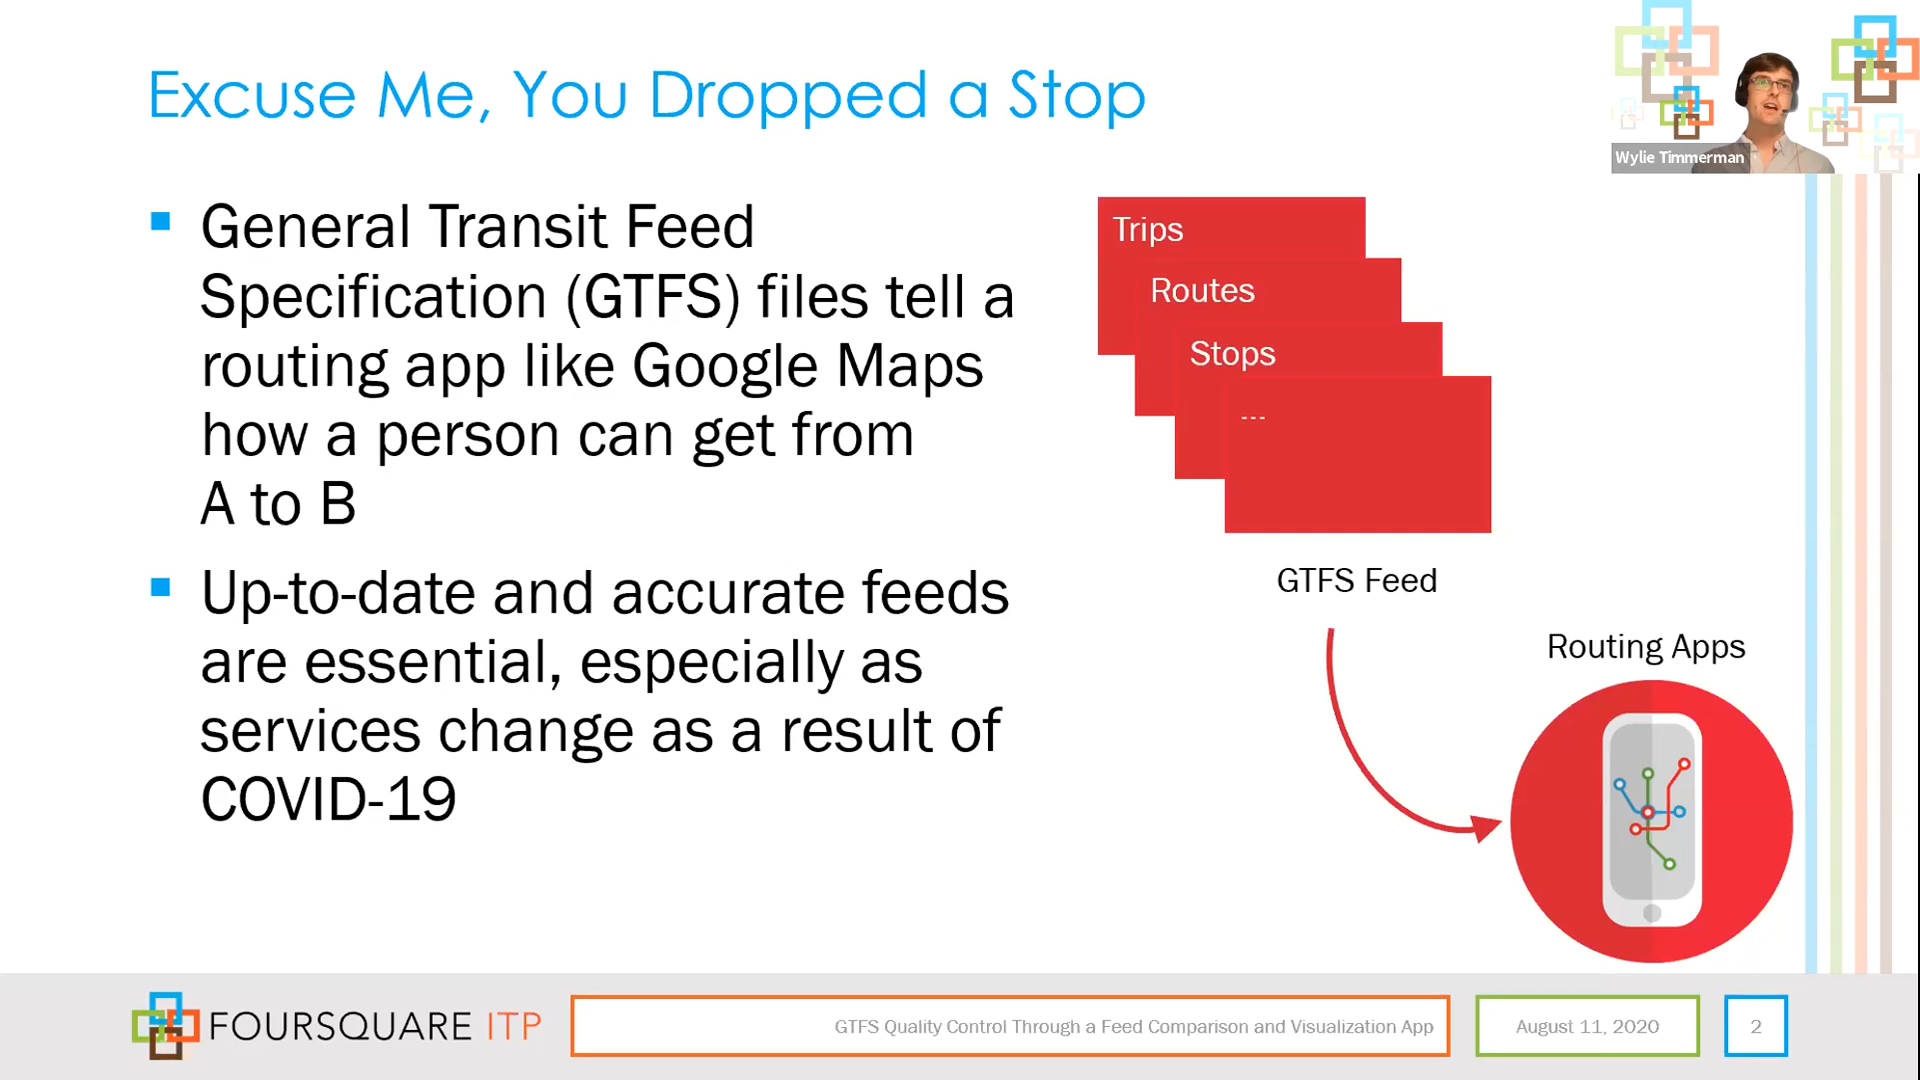 Excuse Me, You Dropped a Stop
Wylie Timmerman
General Transit Feed
Specification (GTFS) files tell a
routing app like Google Maps
how a person can get from
A to B
Up-to-date and accurate feeds
are essential, especially as
services change as a result of
COVID-19
Trips
Routes
Stops
---
GTFS Feed
Routing Apps
FOURSQUARE ITP
GTFS Quality Control Through a Feed Comparison and Visualization App
August 11, 2020
2